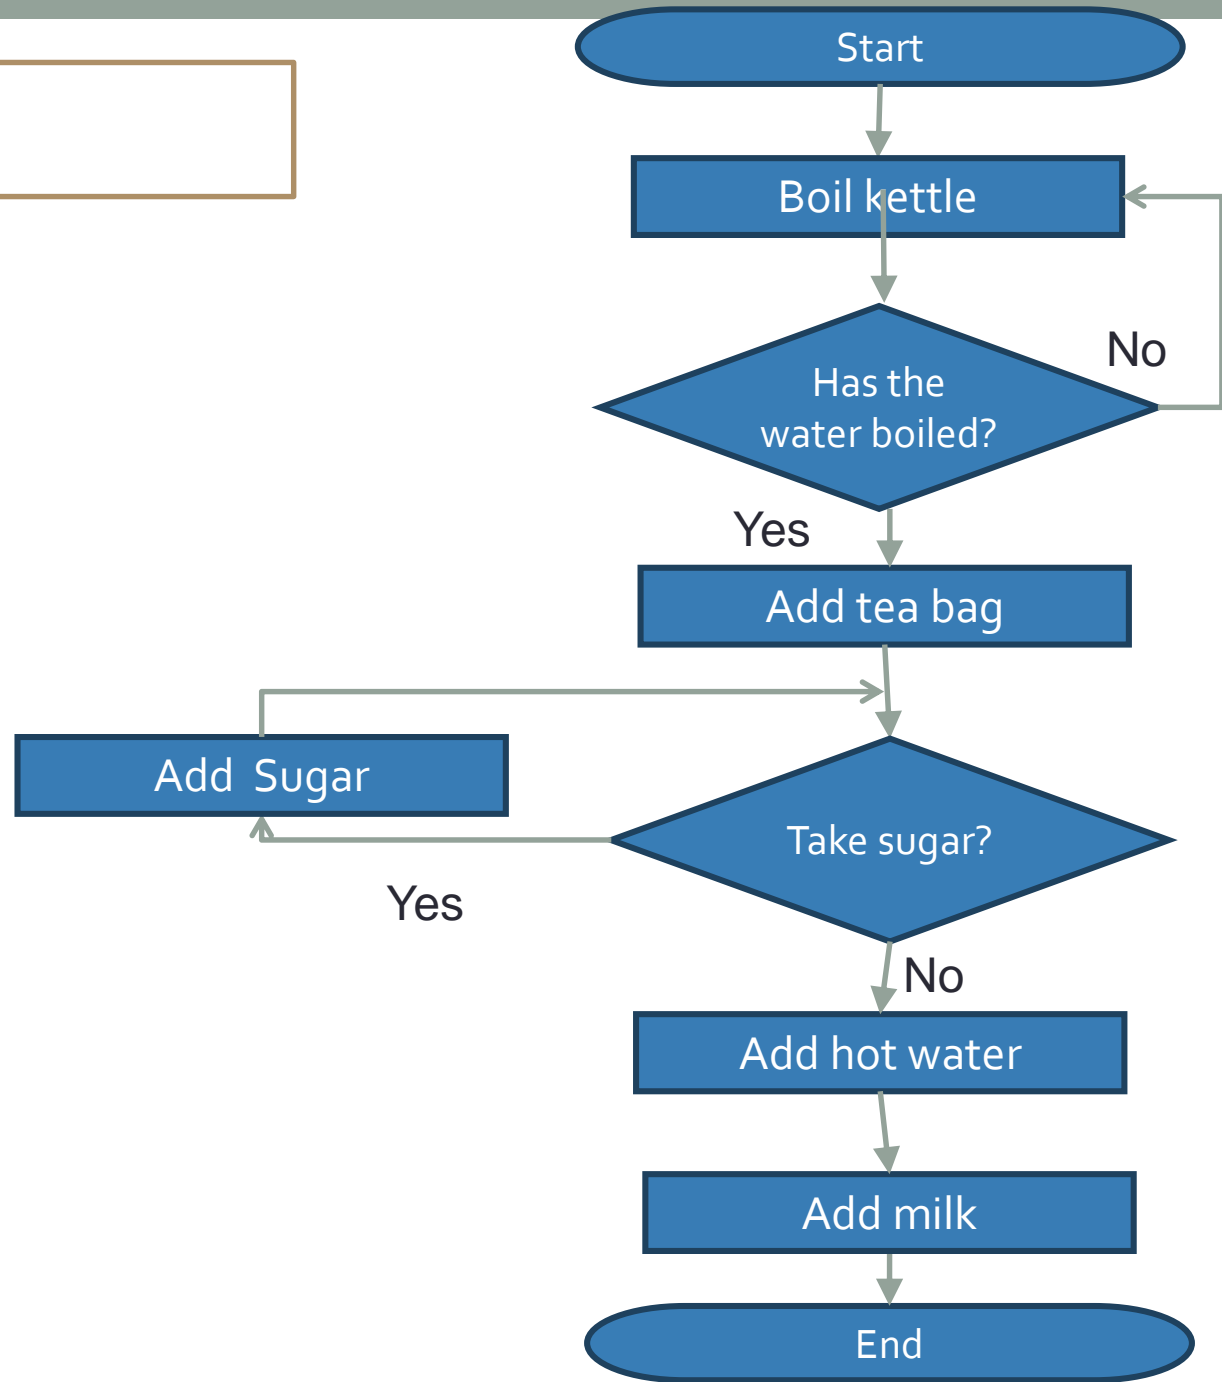 Start
Boil kettle
Has the
water boiled?
No
Yes
Add tea bag
Add  Sugar
Take sugar?
Yes
No
Add hot water
Add milk
End